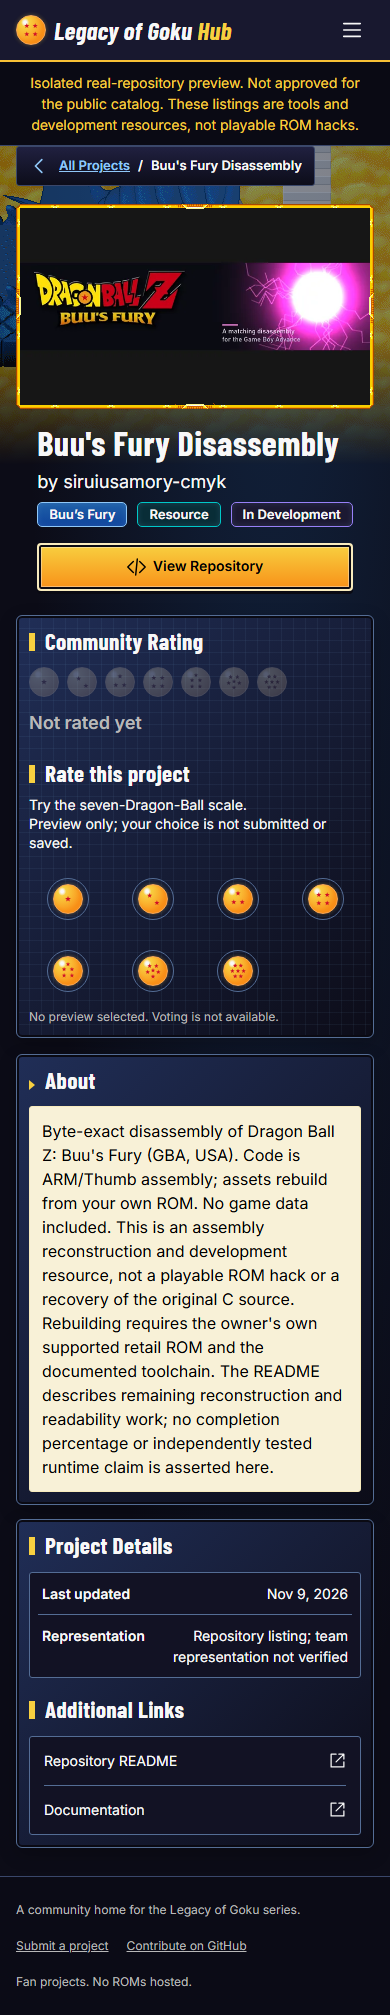 Legacy of Goku Hub
Isolated real-repository preview. Not approved for
the public catalog. These listings are tools and
development resources, not playable ROM hacks.
All Projects / Buu's Fury Disassembly
DRAGON BALL Z
BUU'S FURY
A matching disassembly
for the Game Boy Advance
Buu's Fury Disassembly
by siruiusamory-cmyk
Buu's Fury
Resource
In Development
View Repository
Community Rating
Not rated yet
Rate this project
Try the seven-Dragon-Ball scale.
Preview only; your choice is not submitted or
saved.
No preview selected. Voting is not available.
About
Byte-exact disassembly of Dragon Ball
Z: Buu's Fury (GBA, USA). Code is
ARM/Thumb assembly; assets rebuild
from your own ROM. No game data
included. This is an assembly
reconstruction and development
resource, not a playable ROM hack or a
recovery of the original C source.
Rebuilding requires the owner's own
supported retail ROM and the
documented toolchain. The README
describes remaining reconstruction and
readability work; no completion
percentage or independently tested
runtime claim is asserted here.
Project Details
Last updated Nov 9, 2026
Representation Repository listing; team
representation not verified
Additional Links
Repository README
Documentation
A community home for the Legacy of Goku series.
Submit a project Contribute on GitHub
Fan projects. No ROMs hosted.